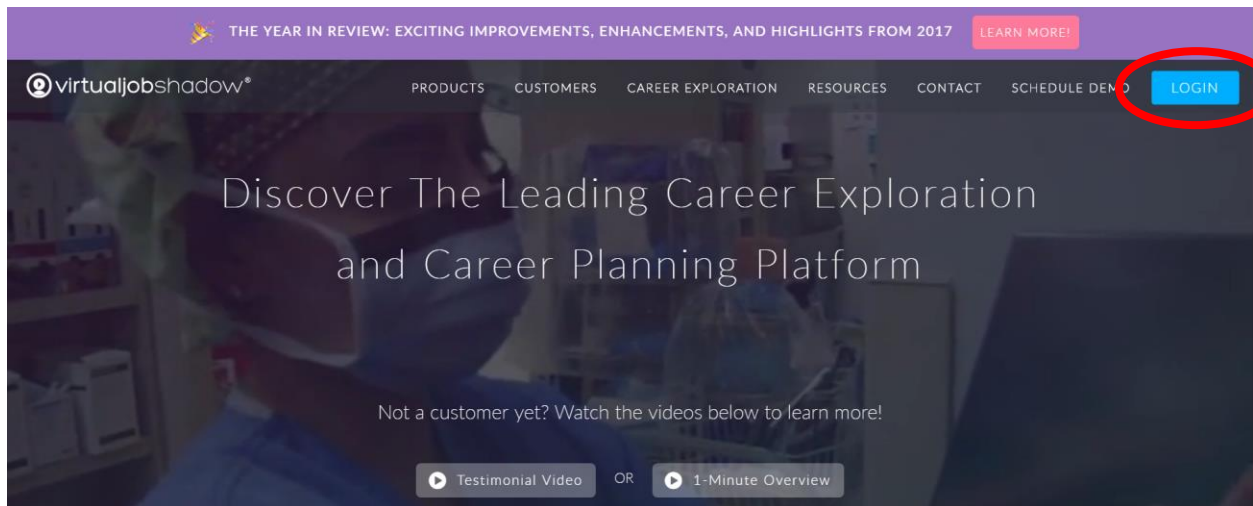 THE YEAR IN REVIEW: EXCITING IMPROVEMENTS, ENHANCEMENTS, AND HIGHLIGHTS FROM 2017 LEARN MORE!
virtualjobshadow® PRODUCTS CUSTOMERS CAREER EXPLORATION RESOURCES CONTACT SCHEDULE DEMO LOGIN
Discover The Leading Career Exploration
and Career Planning Platform
Not a customer yet? Watch the videos below to learn more!
Testimonial Video OR 1-Minute Overview